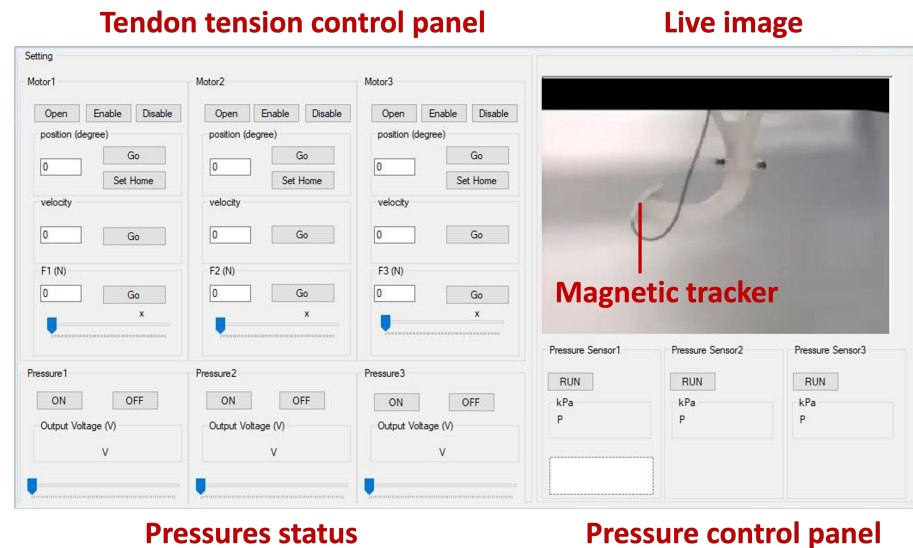 Tendon tension control panel
Live image
Setting
Motor1
Motor2
Motor3
Open Enable Disable
Open Enable Disable
Open Enable Disable
position (degree)
position (degree)
position (degree)
0 Go
0 Go
0 Go
Set Home
Set Home
Set Home
velocity
velocity
velocity
0 Go
0 Go
0 Go
F1 (N)
F2 (N)
F3 (N)
0 Go
0 Go
0 Go
x
x
x
Magnetic tracker
Pressure1
Pressure2
Pressure3
ON OFF
ON OFF
ON OFF
Output Voltage (V)
Output Voltage (V)
Output Voltage (V)
V
V
V
Pressure Sensor1
Pressure Sensor2
Pressure Sensor3
RUN
RUN
RUN
kPa
kPa
kPa
P
P
P
Pressures status
Pressure control panel